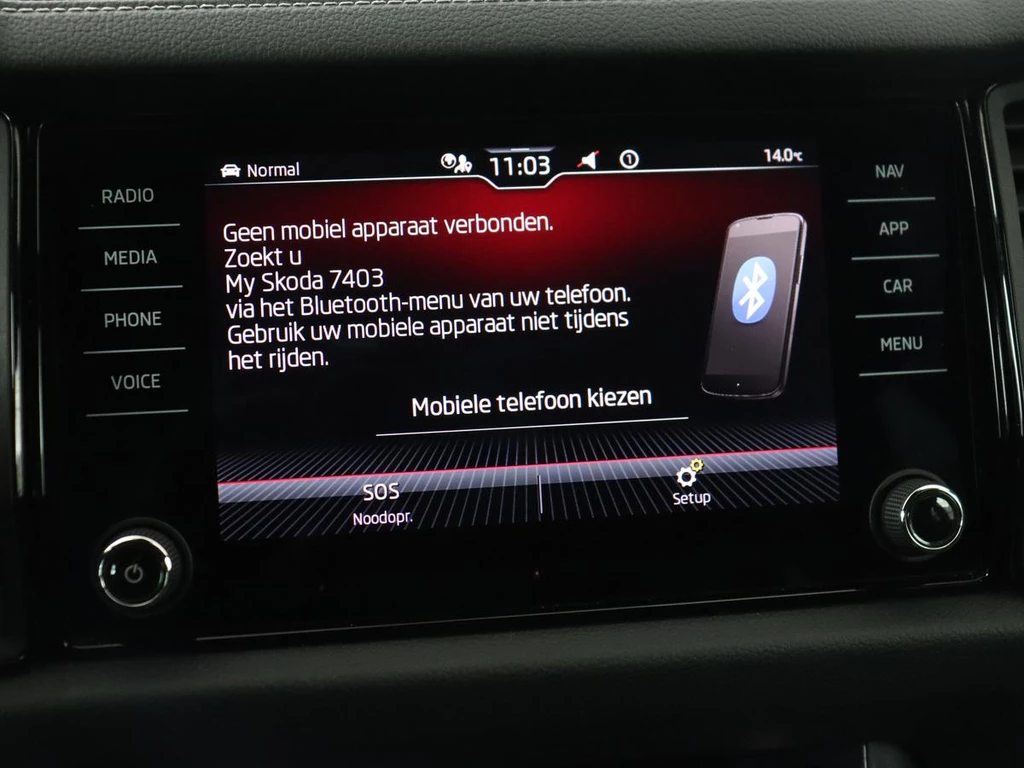 Normal
11:03
1
14.0℃
RADIO
MEDIA
PHONE
VOICE
Geen mobiel apparaat verbonden.
Zoekt u
My Skoda 7403
via het Bluetooth-menu van uw telefoon.
Gebruik uw mobiele apparaat niet tijdens
het rijden.
Mobiele telefoon kiezen
SOS
Noodopr.
Setup
NAV
APP
CAR
MENU